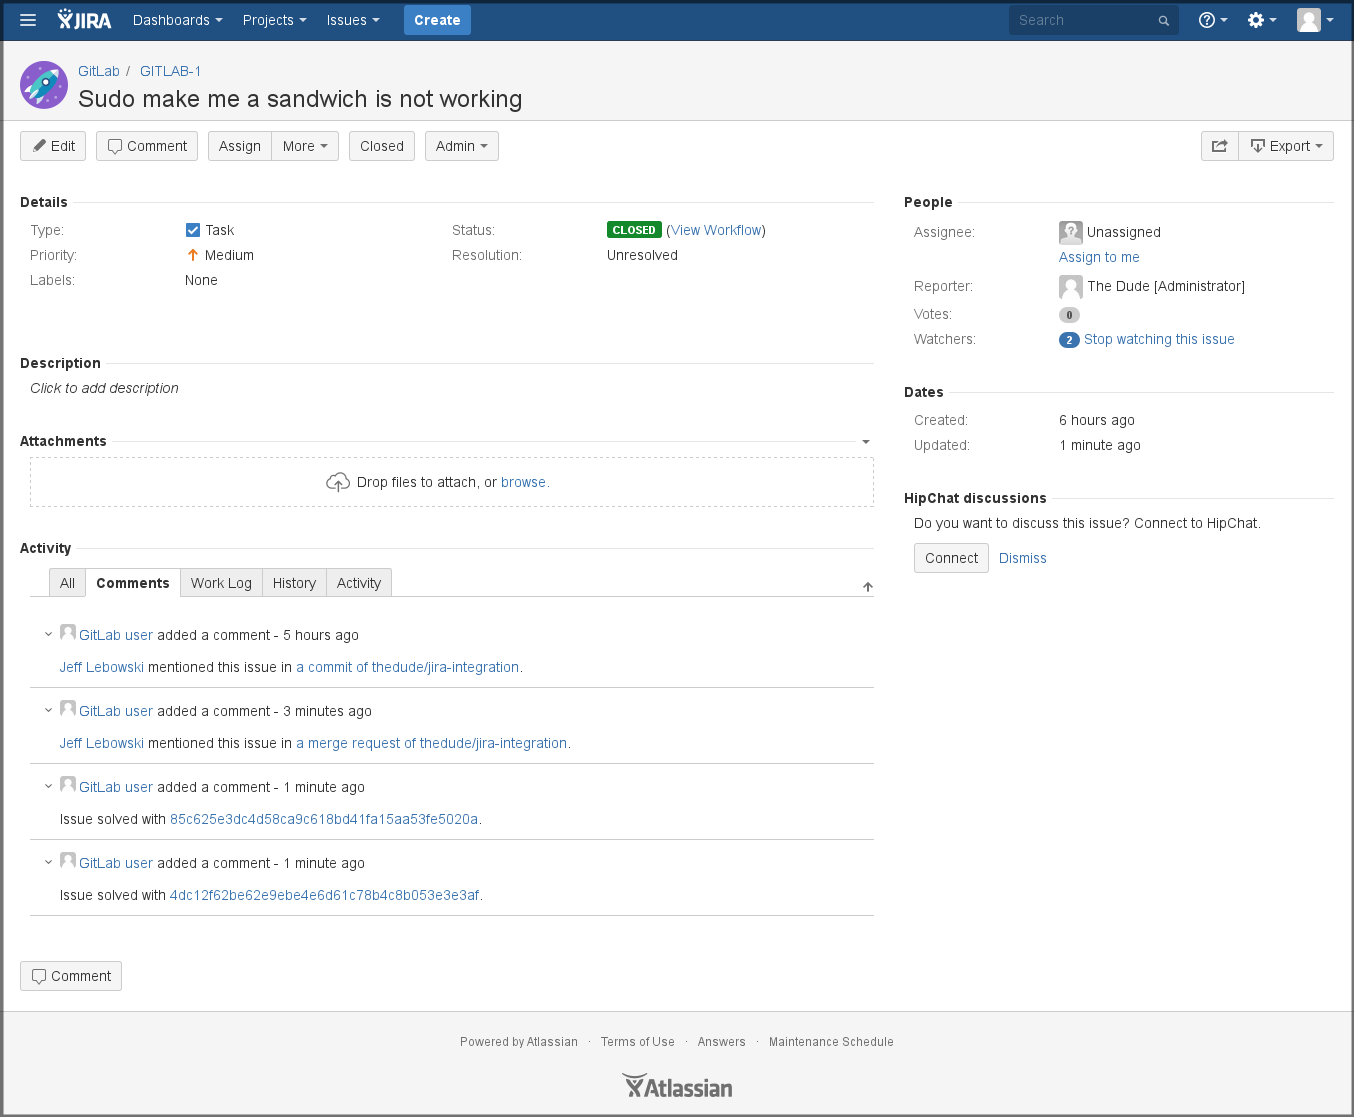 JIRA Dashboards Projects Issues Create Search
GitLab / GITLAB-1
Sudo make me a sandwich is not working
Edit Comment Assign More Closed Admin Export
Details
Type: Task Status: CLOSED (View Workflow)
Priority: Medium Resolution: Unresolved
Labels: None
Description
Click to add description
Attachments
Drop files to attach, or browse.
Activity
All Comments Work Log History Activity
GitLab user added a comment - 5 hours ago
Jeff Lebowski mentioned this issue in a commit of thedude/jira-integration.
GitLab user added a comment - 3 minutes ago
Jeff Lebowski mentioned this issue in a merge request of thedude/jira-integration.
GitLab user added a comment - 1 minute ago
Issue solved with 85c625e3dc4d58ca9c618bd41fa15aa53fe5020a.
GitLab user added a comment - 1 minute ago
Issue solved with 4dc12f62be62e9ebe4e6d61c78b4c8b053e3e3af.
Comment
People
Assignee: Unassigned
Assign to me
Reporter: The Dude [Administrator]
Votes: 0
Watchers: 2 Stop watching this issue
Dates
Created: 6 hours ago
Updated: 1 minute ago
HipChat discussions
Do you want to discuss this issue? Connect to HipChat.
Connect Dismiss
Powered by Atlassian · Terms of Use · Answers · Maintenance Schedule
Atlassian